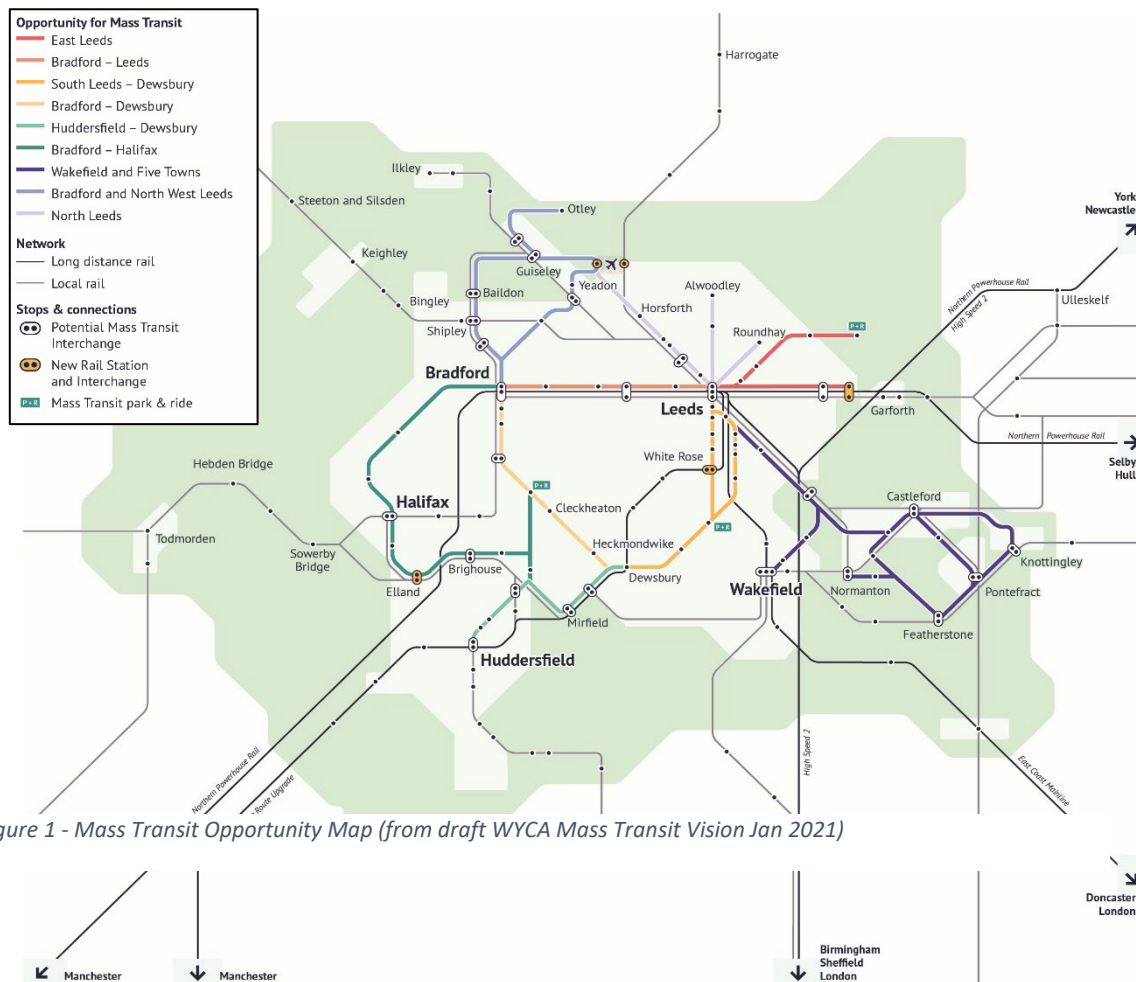 Opportunity for Mass Transit
East Leeds
Bradford – Leeds
South Leeds – Dewsbury
Bradford – Dewsbury
Huddersfield – Dewsbury
Bradford – Halifax
Wakefield and Five Towns
Bradford and North West Leeds
North Leeds
Network
Long distance rail
Local rail
Stops & connections
Potential Mass Transit
Interchange
New Rail Station
and Interchange
P+R Mass Transit park & ride
Harrogate
Ilkley
Steeton and Silsden
Otley
York
Newcastle
Keighley
Guiseley
Northern Powerhouse Rail
High Speed 2
Baildon
Yeadon
Bingley
Horsforth
Alwoodley
Ulleskelf
Shipley
Roundhay
P+R
Bradford
Leeds
Garforth
Northern Powerhouse Rail
Selby
Hull
White Rose
Hebden Bridge
P+R
Castleford
Halifax
Cleckheaton
Todmorden
P+R
Sowerby
Bridge
Heckmondwike
Brighouse
Knottingley
Elland
Dewsbury
Wakefield
Normanton
Pontefract
Mirfield
Featherstone
Huddersfield
High Speed 2
East Coast Mainline
Northern Powerhouse Rail
Route Upgrade
gure 1 - Mass Transit Opportunity Map (from draft WYCA Mass Transit Vision Jan 2021)
Doncaster
London
Manchester
Manchester
Birmingham
Sheffield
London